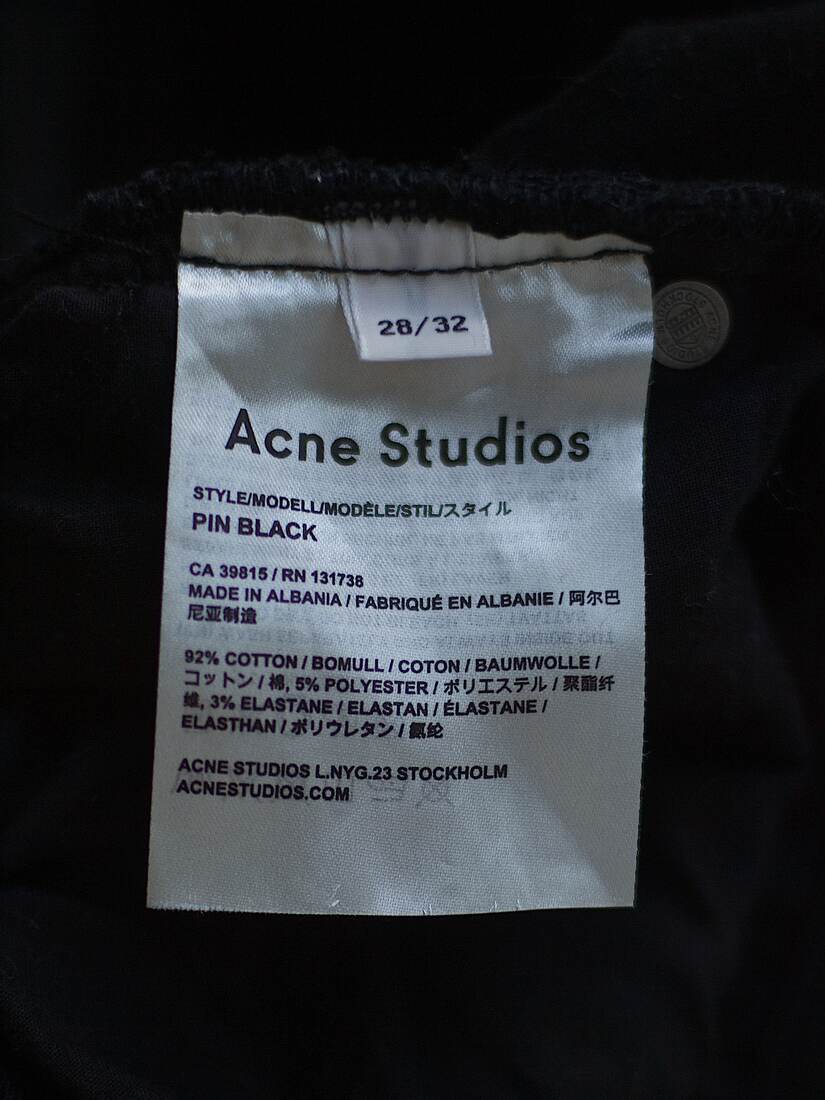 28/32
Acne Studios
STYLE/MODELL/MODÈLE/STIL/スタイル
PIN BLACK
CA 39815 / RN 131738
MADE IN ALBANIA / FABRIQUÉ EN ALBANIE / 阿尔巴
尼亚制造
92% COTTON / BOMULL / COTON / BAUMWOLLE /
コットン / 棉, 5% POLYESTER / ポリエステル / 聚酯纤
维, 3% ELASTANE / ELASTAN / ÉLASTANE /
ELASTHAN / ポリウレタン / 氨纶
ACNE STUDIOS L.NYG.23 STOCKHOLM
ACNESTUDIOS.COM